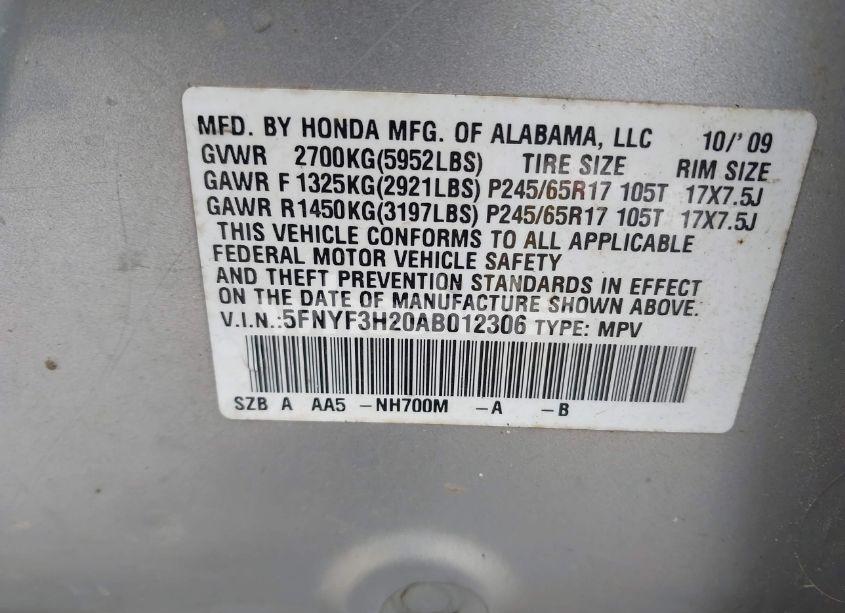 MFD. BY HONDA MFG. OF ALABAMA, LLC 10/'09
GVWR 2700KG(5952LBS) TIRE SIZE RIM SIZE
GAWR F 1325KG(2921LBS) P245/65R17 105T 17X7.5J
GAWR R1450KG(3197LBS) P245/65R17 105T 17X7.5J
THIS VEHICLE CONFORMS TO ALL APPLICABLE
FEDERAL MOTOR VEHICLE SAFETY
AND THEFT PREVENTION STANDARDS IN EFFECT
ON THE DATE OF MANUFACTURE SHOWN ABOVE.
V.I.N.:5FNYF3H20AB012306 TYPE: MPV
SZB A AA5 -NH700M -A -B